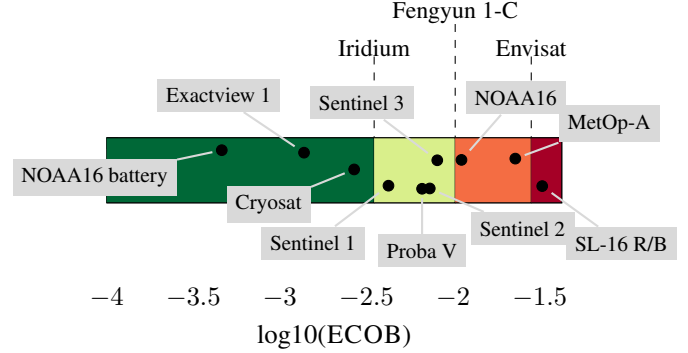 Fengyun 1-C
Iridium
Envisat
Exactview 1
Sentinel 3
NOAA16
MetOp-A
NOAA16 battery
Cryosat
Sentinel 1
Proba V
Sentinel 2
SL-16 R/B
−4 −3.5 −3 −2.5 −2 −1.5
log10(ECOB)